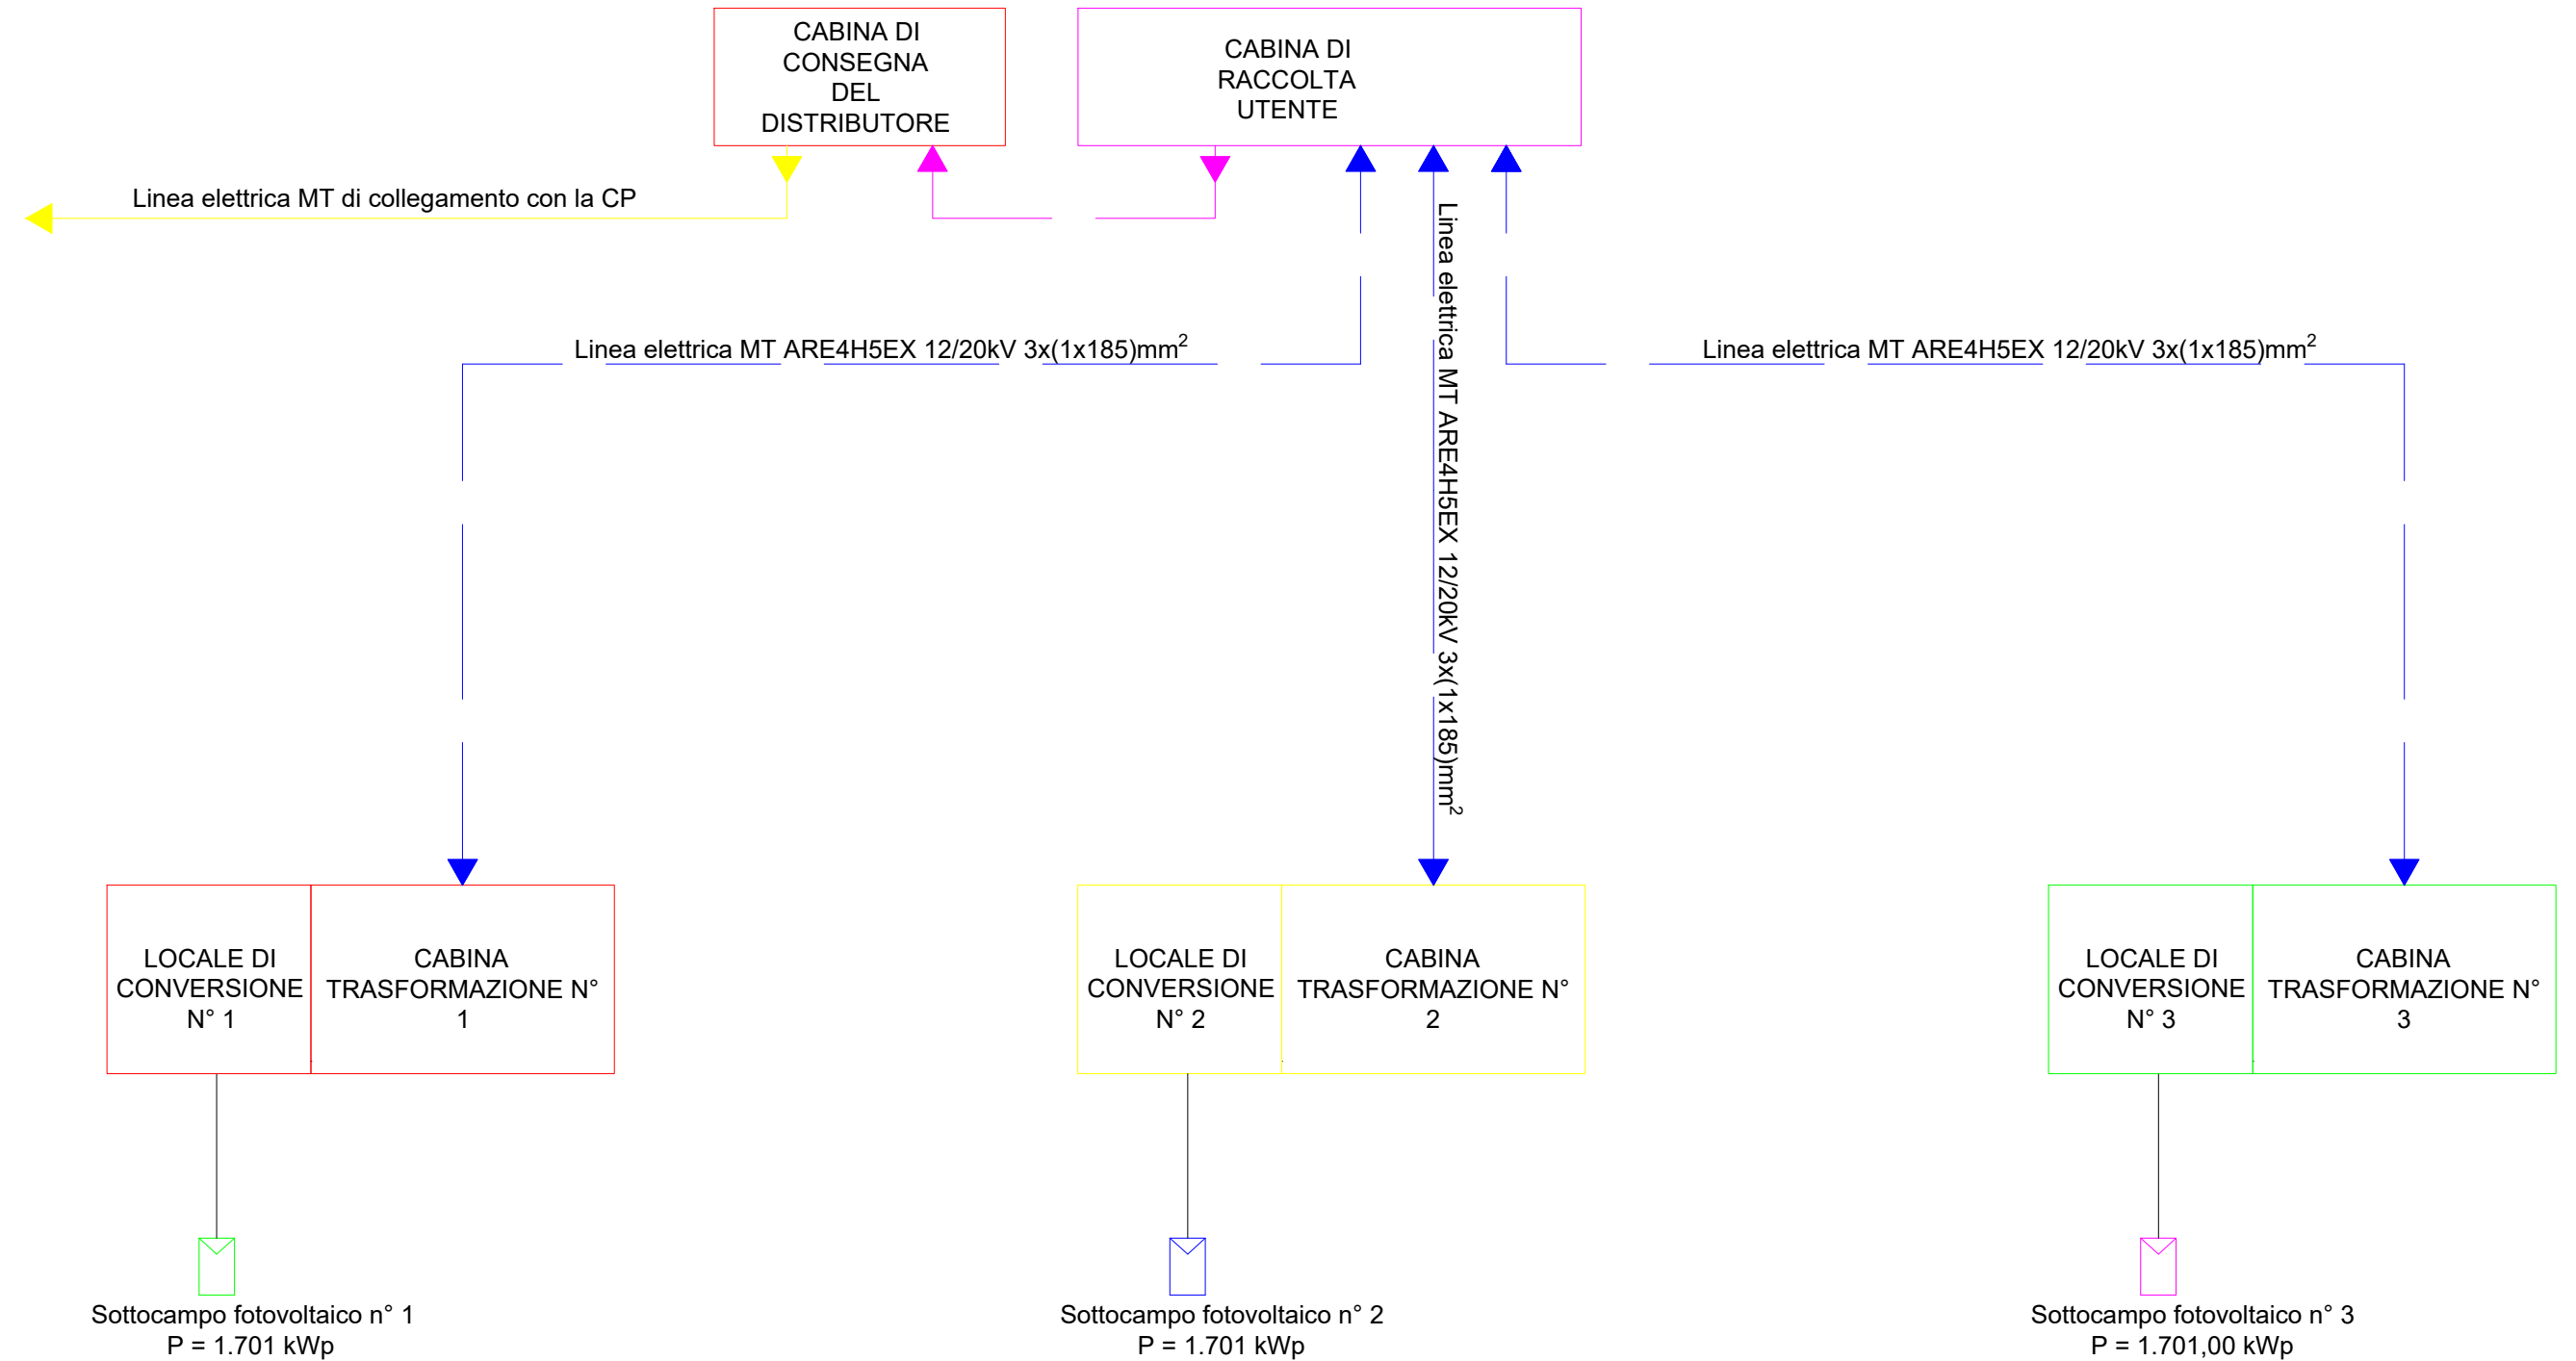 CABINA DI
CONSEGNA
DEL
DISTRIBUTORE
CABINA DI
RACCOLTA
UTENTE
Linea elettrica MT di collegamento con la CP
Linea elettrica MT ARE4H5EX 12/20kV 3x(1x185)mm²
Linea elettrica MT ARE4H5EX 12/20kV 3x(1x185)mm²
Linea elettrica MT ARE4H5EX 12/20kV 3x(1x185)mm²
LOCALE DI
CONVERSIONE
N° 1
CABINA
TRASFORMAZIONE N°
1
LOCALE DI
CONVERSIONE
N° 2
CABINA
TRASFORMAZIONE N°
2
LOCALE DI
CONVERSIONE
N° 3
CABINA
TRASFORMAZIONE N°
3
Sottocampo fotovoltaico n° 1
P = 1.701 kWp
Sottocampo fotovoltaico n° 2
P = 1.701 kWp
Sottocampo fotovoltaico n° 3
P = 1.701,00 kWp